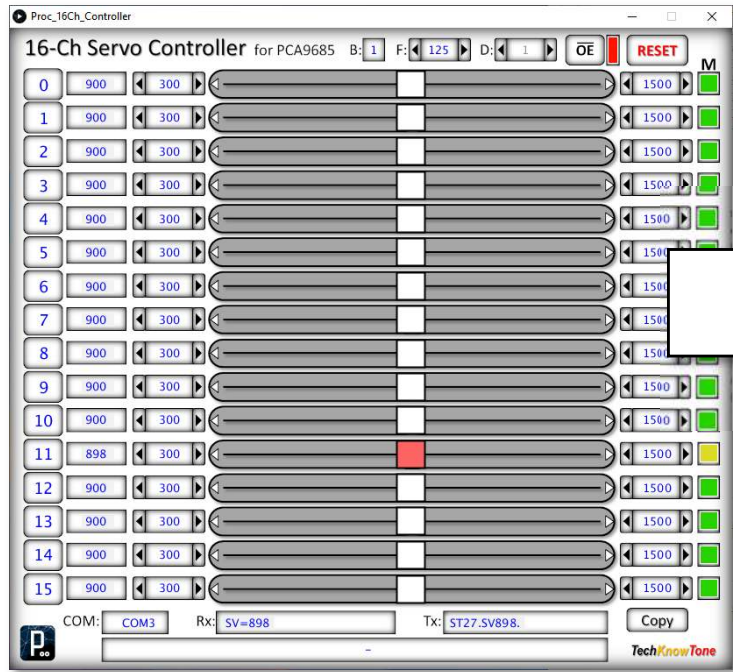 Proc_16Ch_Controller
16-Ch Servo Controller for PCA9685 B: 1 F: 125 D: 1 OE RESET
M
0 900 300 1500
1 900 300 1500
2 900 300 1500
3 900 300 1500
4 900 300 1500
5 900 300
6 900 300
7 900 300
8 900 300
9 900 300 1500
10 900 300 1500
11 898 300 1500
12 900 300 1500
13 900 300 1500
14 900 300 1500
15 900 300 1500
COM: COM3 Rx: SV=898 Tx: ST27.SV898. Copy
P. – TechKnowTone